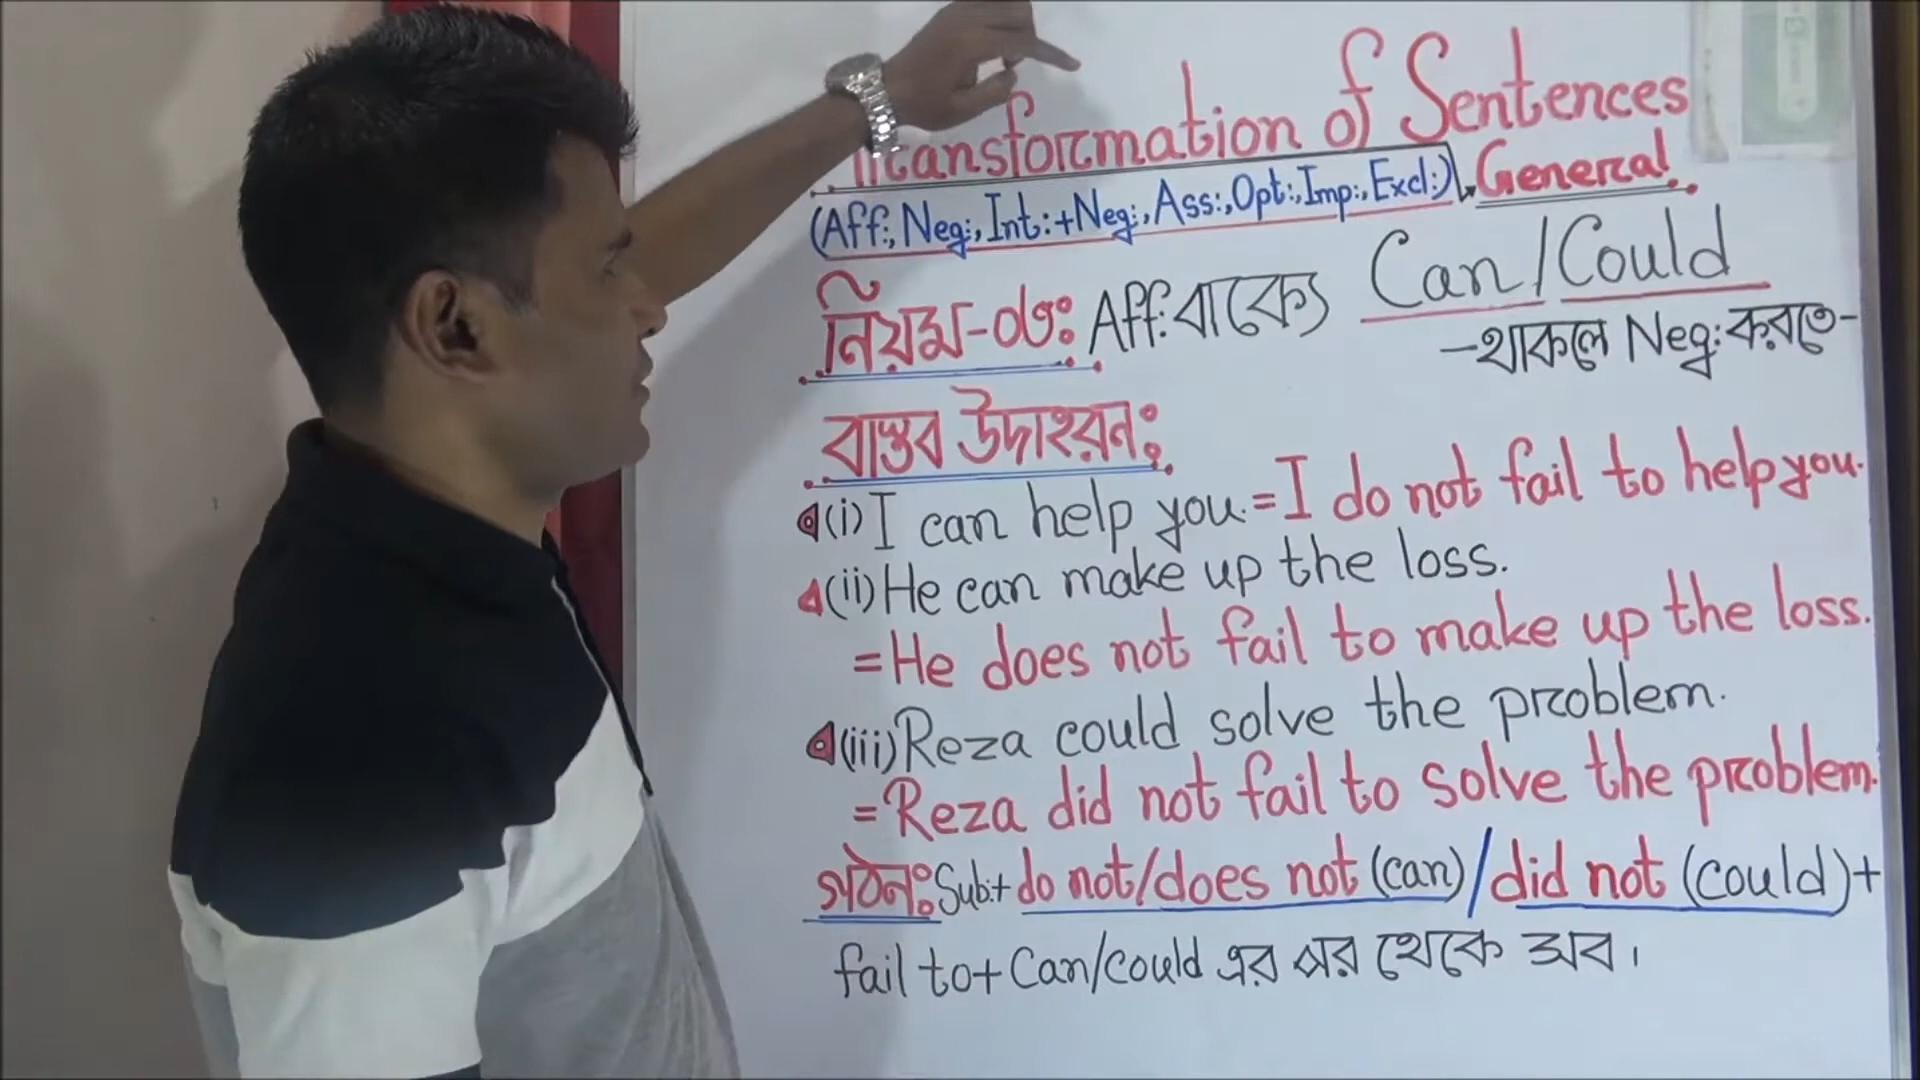 Transformation of Sentences
(Aff:, Neg:, Int: + Neg:, Ass:, Opt:, Imp:, Excl:) General
নিয়ম-০৬: Aff: বাক্যে Can/Could
-থাকলে Neg: করতে-
বাস্তব উদাহরন:
(i) I can help you. = I do not fail to help you.
(ii) He can make up the loss.
= He does not fail to make up the loss.
(iii) Reza could solve the problem.
= Reza did not fail to solve the problem.
গঠন: Sub: + do not/does not (can) / did not (could) +
fail to + Can/could এর পর থেকে সব।